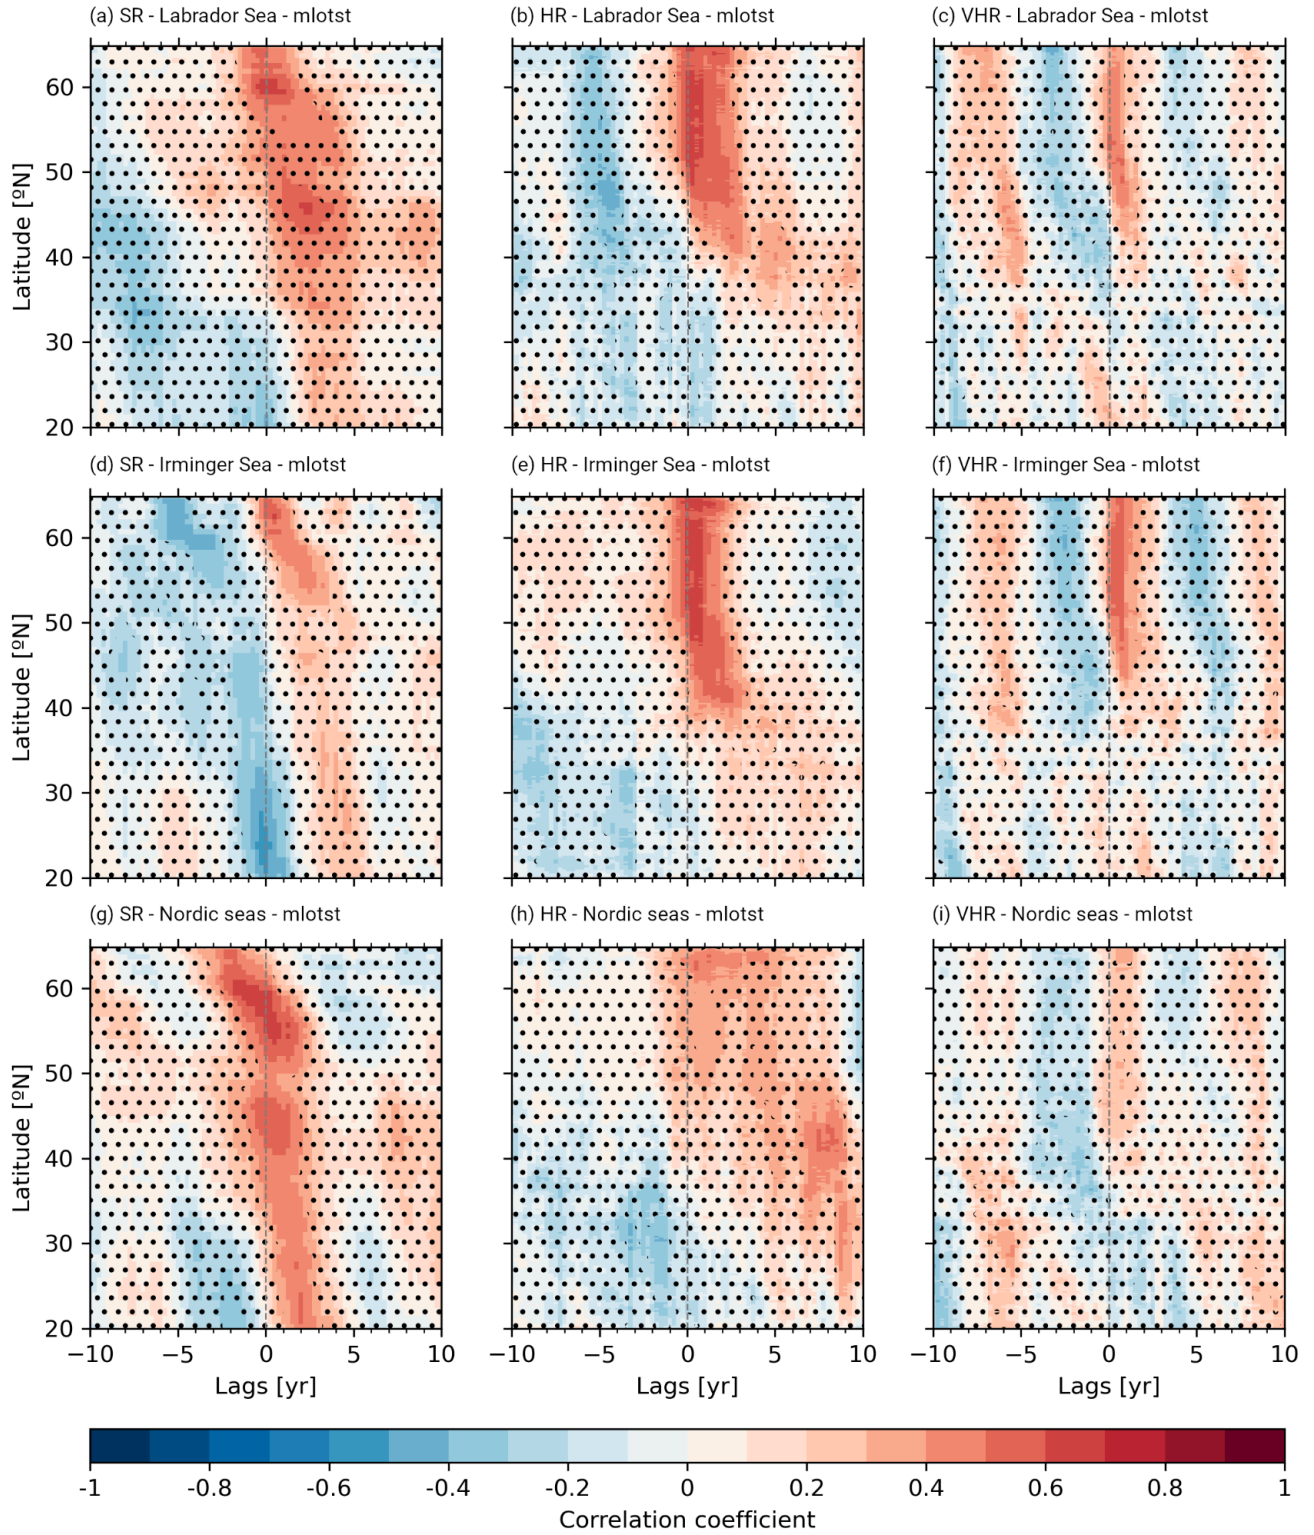 (a) SR - Labrador Sea - mlotst
(b) HR - Labrador Sea - mlotst
(c) VHR - Labrador Sea - mlotst
Latitude [ºN]
60
50
40
30
20
(d) SR - Irminger Sea - mlotst
(e) HR - Irminger Sea - mlotst
(f) VHR - Irminger Sea - mlotst
Latitude [ºN]
60
50
40
30
20
(g) SR - Nordic seas - mlotst
(h) HR - Nordic seas - mlotst
(i) VHR - Nordic seas - mlotst
Latitude [ºN]
60
50
40
30
20
−10 −5 0 5 10
−10 −5 0 5 10
−10 −5 0 5 10
Lags [yr]
Lags [yr]
Lags [yr]
-1 -0.8 -0.6 -0.4 -0.2 0 0.2 0.4 0.6 0.8 1
Correlation coefficient